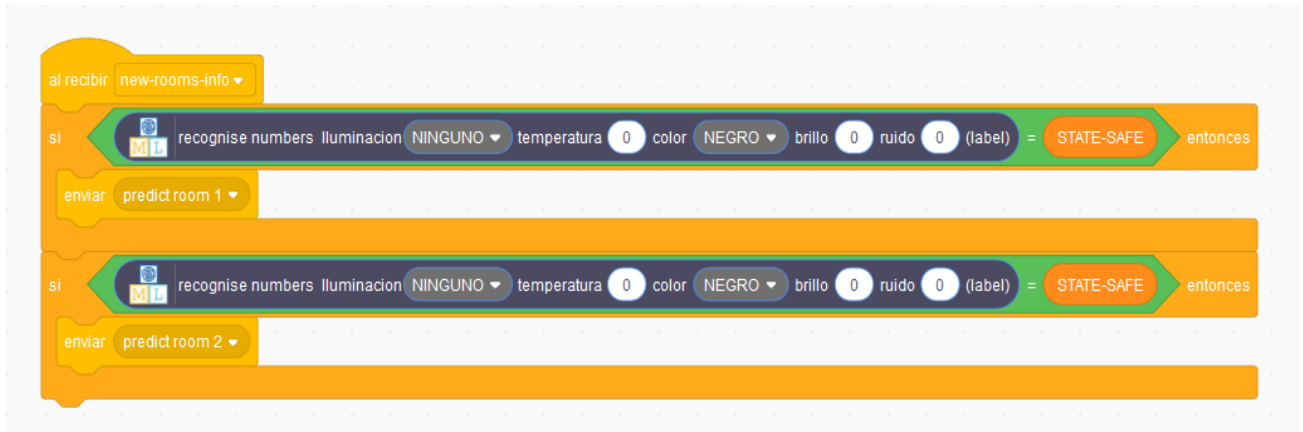 al recibir new-rooms-info
si ML recognise numbers Iluminacion NINGUNO temperatura 0 color NEGRO brillo 0 ruido 0 (label) = STATE-SAFE entonces
enviar predict room 1
si ML recognise numbers Iluminacion NINGUNO temperatura 0 color NEGRO brillo 0 ruido 0 (label) = STATE-SAFE entonces
enviar predict room 2